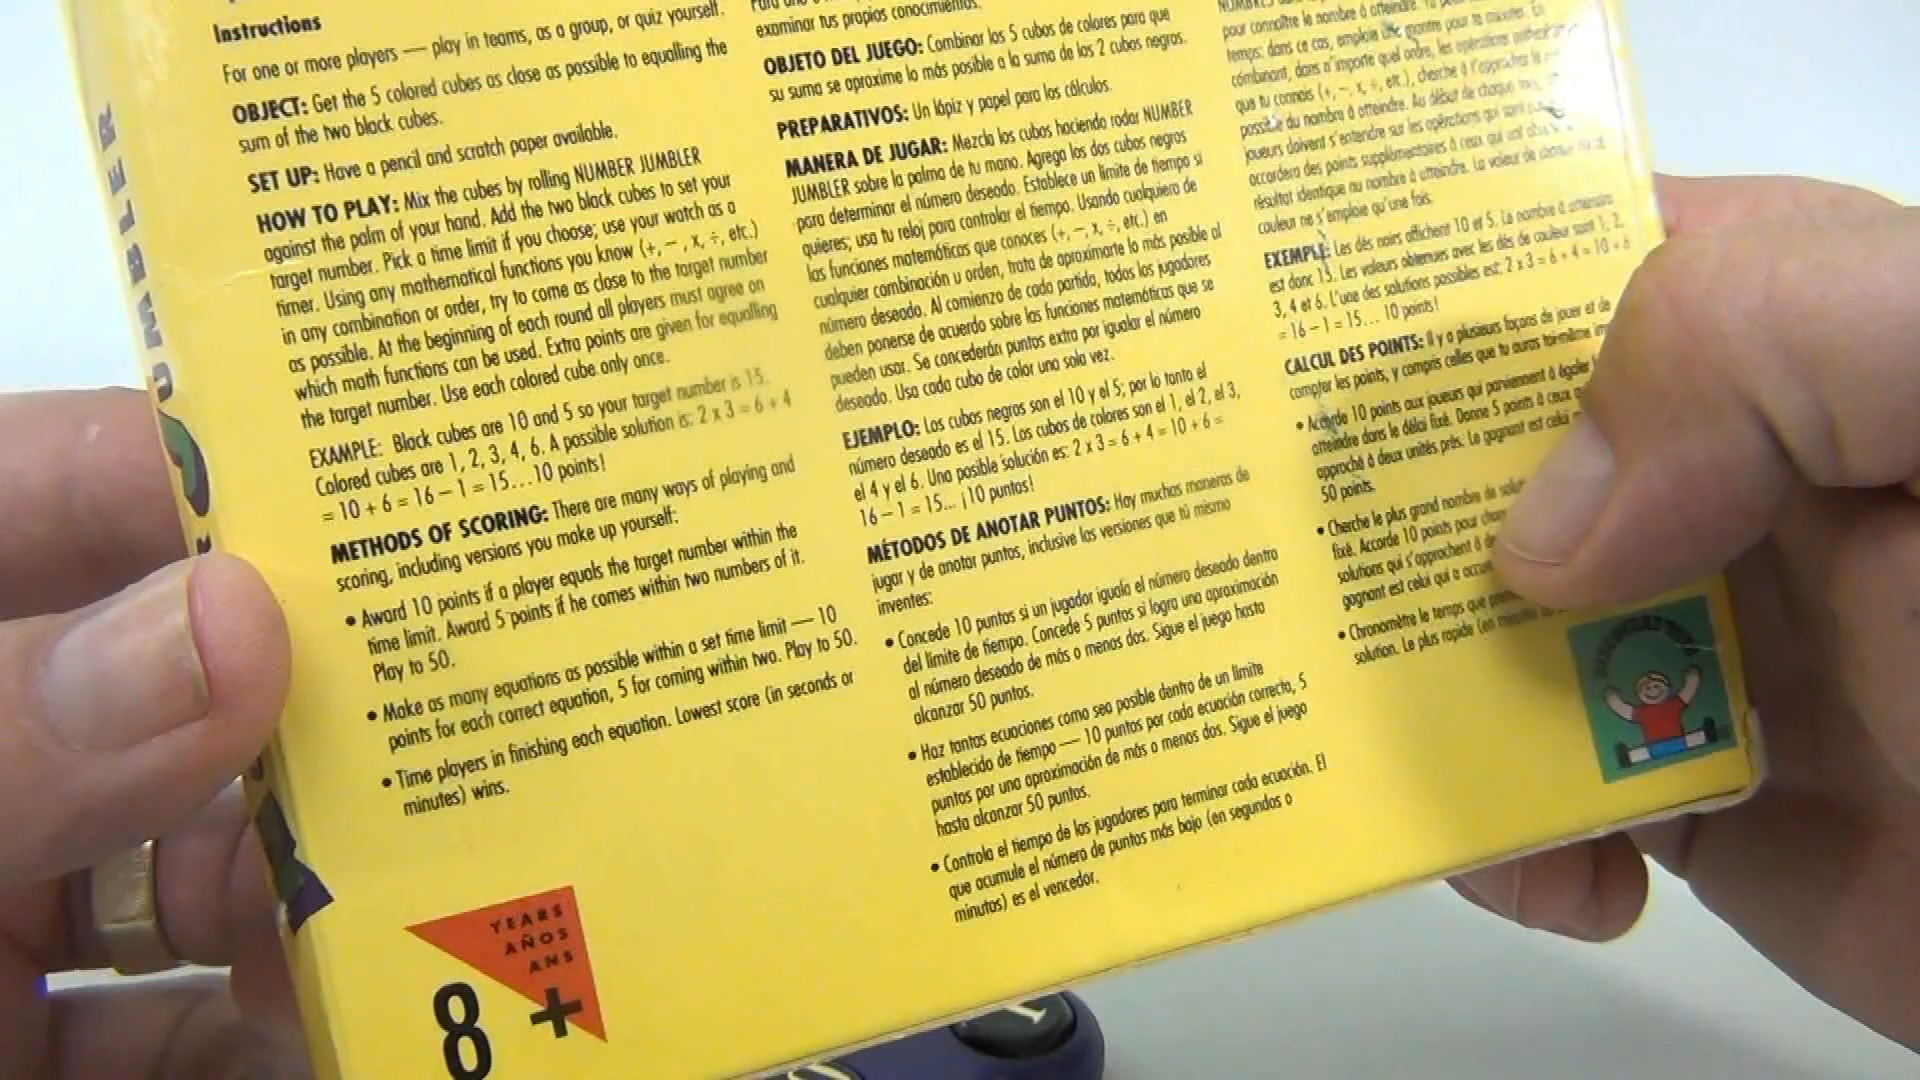 NUMBER
Instructions
For one or more players — play in teams, as a group, or quiz yourself.
OBJECT: Get the 5 colored cubes as close as possible to equalling the
sum of the two black cubes.
SET UP: Have a pencil and scratch paper available.
HOW TO PLAY: Mix the cubes by rolling NUMBER JUMBLER
against the palm of your hand. Add the two black cubes to set your
target number. Pick a time limit if you choose; use your watch as a
timer. Using any mathematical functions you know (+, −, x, ÷, etc.)
in any combination or order, try to come as close to the target number
as possible. At the beginning of each round all players must agree on
which math functions can be used. Extra points are given for equalling
the target number. Use each colored cube only once.
EXAMPLE: Black cubes are 10 and 5 so your target number is 15.
Colored cubes are 1, 2, 3, 4, 6. A possible solution is: 2 x 3 = 6 + 4
= 10 + 6 = 16 − 1 = 15...10 points!
METHODS OF SCORING: There are many ways of playing and
scoring, including versions you make up yourself:
• Award 10 points if a player equals the target number within the
time limit. Award 5 points if he comes within two numbers of it.
Play to 50.
• Make as many equations as possible within a set time limit — 10
points for each correct equation, 5 for coming within two. Play to 50.
• Time players in finishing each equation. Lowest score (in seconds or
minutes) wins.
YEARS
AÑOS
ANS
8 +
examinar tus propios conocimientos.
OBJETO DEL JUEGO: Combinar los 5 cubos de colores para que
su suma se aproxime lo más posible a la suma de los 2 cubos negros.
PREPARATIVOS: Un lápiz y papel para los cálculos.
MANERA DE JUGAR: Mezcla los cubos haciendo rodar NUMBER
JUMBLER sobre la palma de tu mano. Agrega los dos cubos negros
para determinar el número deseado. Establece un límite de tiempo si
quieres; usa tu reloj para controlar el tiempo. Usando cualquiera de
las funciones matemáticas que conoces (+, −, x, ÷, etc.) en
cualquier combinación u orden, trata de aproximarte lo más posible al
número deseado. Al comienzo de cada partida, todos los jugadores
deben ponerse de acuerdo sobre las funciones matemáticas que se
pueden usar. Se concederán puntos extra por igualar el número
deseado. Usa cada cubo de color una sola vez.
EJEMPLO: Los cubos negros son el 10 y el 5; por lo tanto el
número deseado es el 15. Los cubos de colores son el 1, el 2, el 3,
el 4 y el 6. Una posible solución es: 2 x 3 = 6 + 4 = 10 + 6 =
16 − 1 = 15... ¡10 puntos!
MÉTODOS DE ANOTAR PUNTOS: Hay muchas maneras de
jugar y de anotar puntos, inclusive las versiones que tú mismo
inventes:
• Concede 10 puntos si un jugador iguala el número deseado dentro
del límite de tiempo. Concede 5 puntos si logra una aproximación
al número deseado de más o menos dos. Sigue el juego hasta
alcanzar 50 puntos.
• Haz tantas ecuaciones como sea posible dentro de un límite
establecido de tiempo — 10 puntos por cada ecuación correcta, 5
puntos por una aproximación de más o menos dos. Sigue el juego
hasta alcanzar 50 puntos.
• Controla el tiempo de los jugadores para terminar cada ecuación. El
que acumule el número de puntos más bajo (en segundos o
minutos) es el vencedor.
pour connaître le nombre à atteindre.
temps: dans ce cas, emploie une montre pour te minuter. En
combinant, dans n'importe quel ordre, les opérations
que tu connais (+, −, x, ÷, etc.), cherche à t'approcher le
possible du nombre à atteindre. Au début de chaque
joueurs doivent s'entendre sur les opérations qui sont
accordera des points supplémentaires à ceux qui ont
résultat identique au nombre à atteindre. La valeur de
couleur ne s'emploie qu'une fois.
EXEMPLE: Les dés noirs affichent 10 et 5. Le nombre à atteindre
est donc 15. Les valeurs obtenues avec les dés de couleur sont 1, 2,
3, 4 et 6. L'une des solutions possibles est: 2 x 3 = 6 + 4 = 10 + 6
= 16 − 1 = 15... 10 points!
CALCUL DES POINTS: Il y a plusieurs façons de jouer et de
compter les points, y compris celles que tu auras toi-même
• Accorde 10 points aux joueurs qui parviennent à égaler
atteindre dans le délai fixé. Donne 5 points à ceux
approché à deux unités près. Le gagnant est celui
50 points.
• Cherche le plus grand nombre de
fixé. Accorde 10 points pour
solutions qui s'approchent à
gagnant est celui qui a
• Chronomètre le temps que
solution. Le plus rapide (en